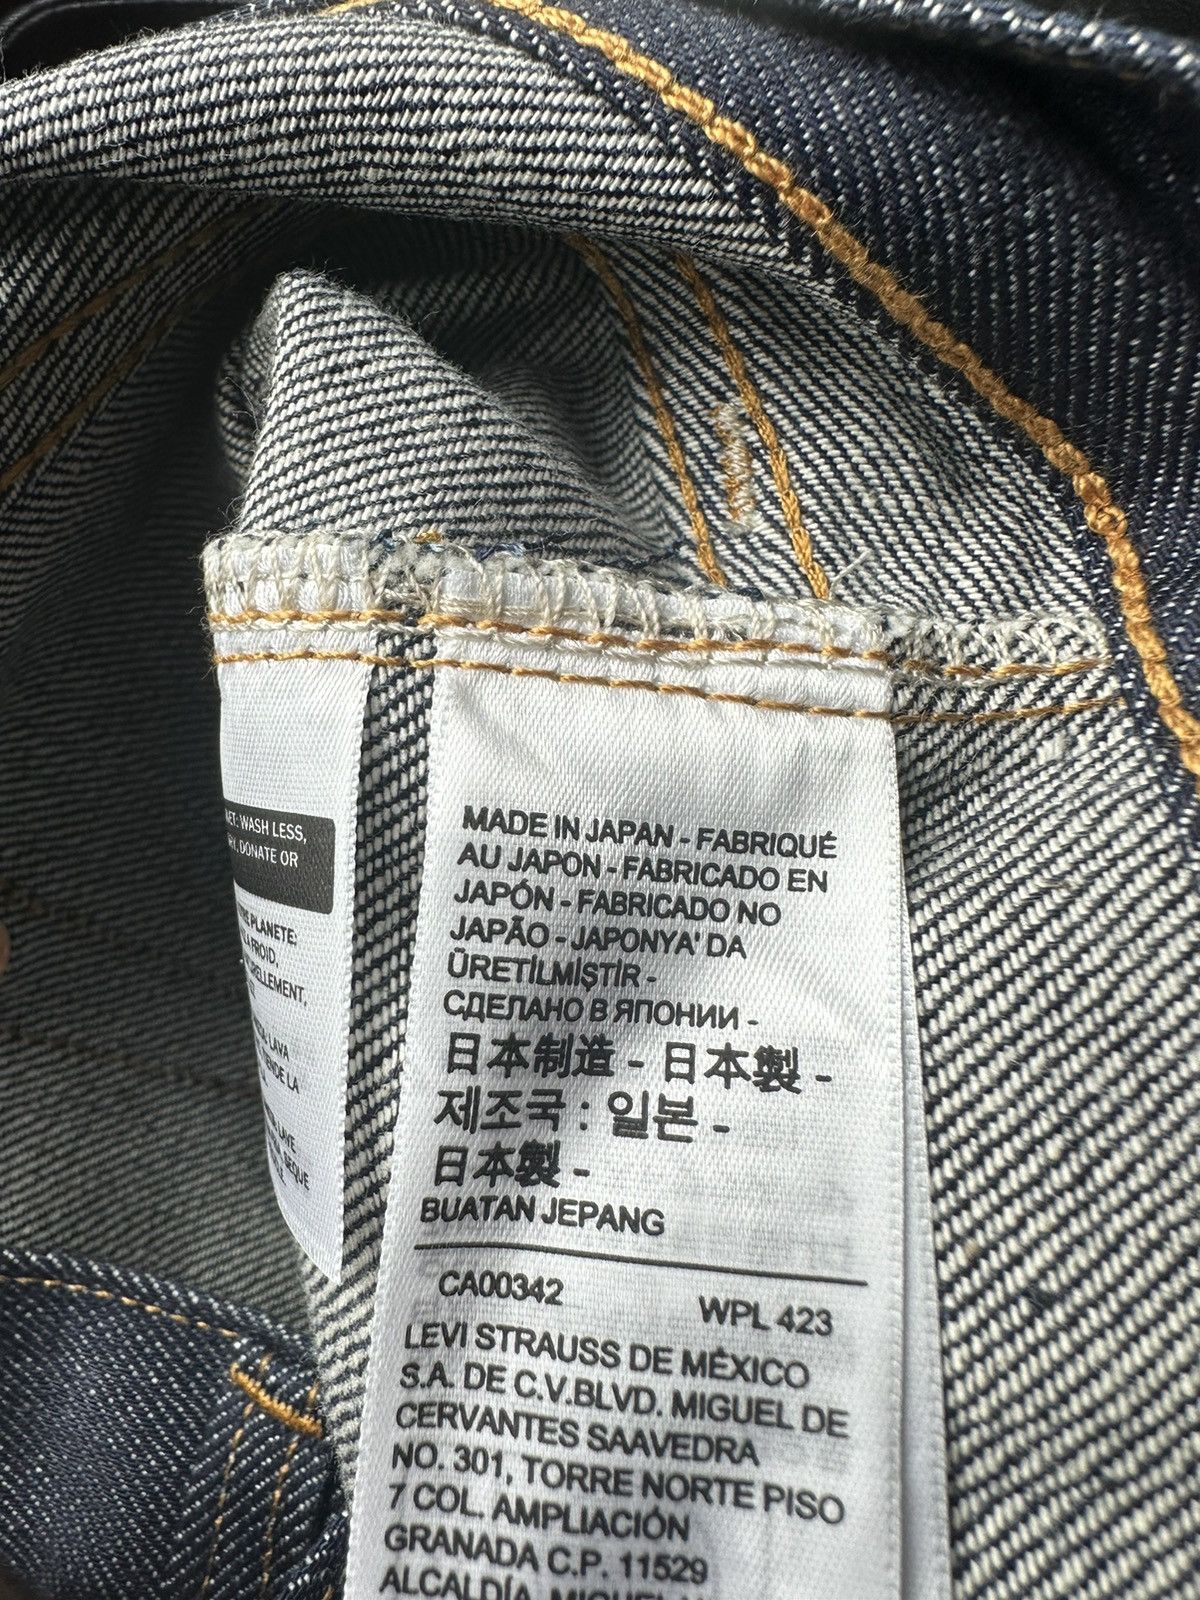 WASH LESS,
DONATE OR
PLANETE:
FROID,
LAVA
LA
MADE IN JAPAN - FABRIQUÉ
AU JAPON - FABRICADO EN
JAPÓN - FABRICADO NO
JAPÃO - JAPONYA' DA
ÜRETİLMİŞTİR -
СДЕЛАНО В ЯПОНИИ -
日本制造 - 日本製 -
제조국 : 일본 -
日本製 -
BUATAN JEPANG
CA00342 WPL 423
LEVI STRAUSS DE MÉXICO
S.A. DE C.V.BLVD. MIGUEL DE
CERVANTES SAAVEDRA
NO. 301, TORRE NORTE PISO
7 COL. AMPLIACIÓN
GRANADA C.P. 11529
ALCALDÍA